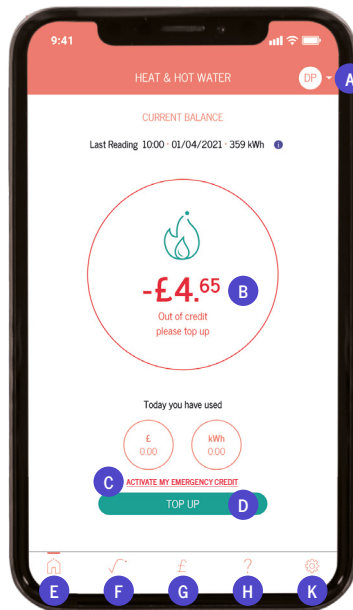 9:41
HEAT & HOT WATER
DP
A
CURRENT BALANCE
Last Reading 10:00 · 01/04/2021 · 359 kWh i
-£4.65
B
Out of credit
please top up
Today you have used
£
0.00
kWh
0.00
C
ACTIVATE MY EMERGENCY CREDIT
TOP UP
D
£
?
E
F
G
H
K